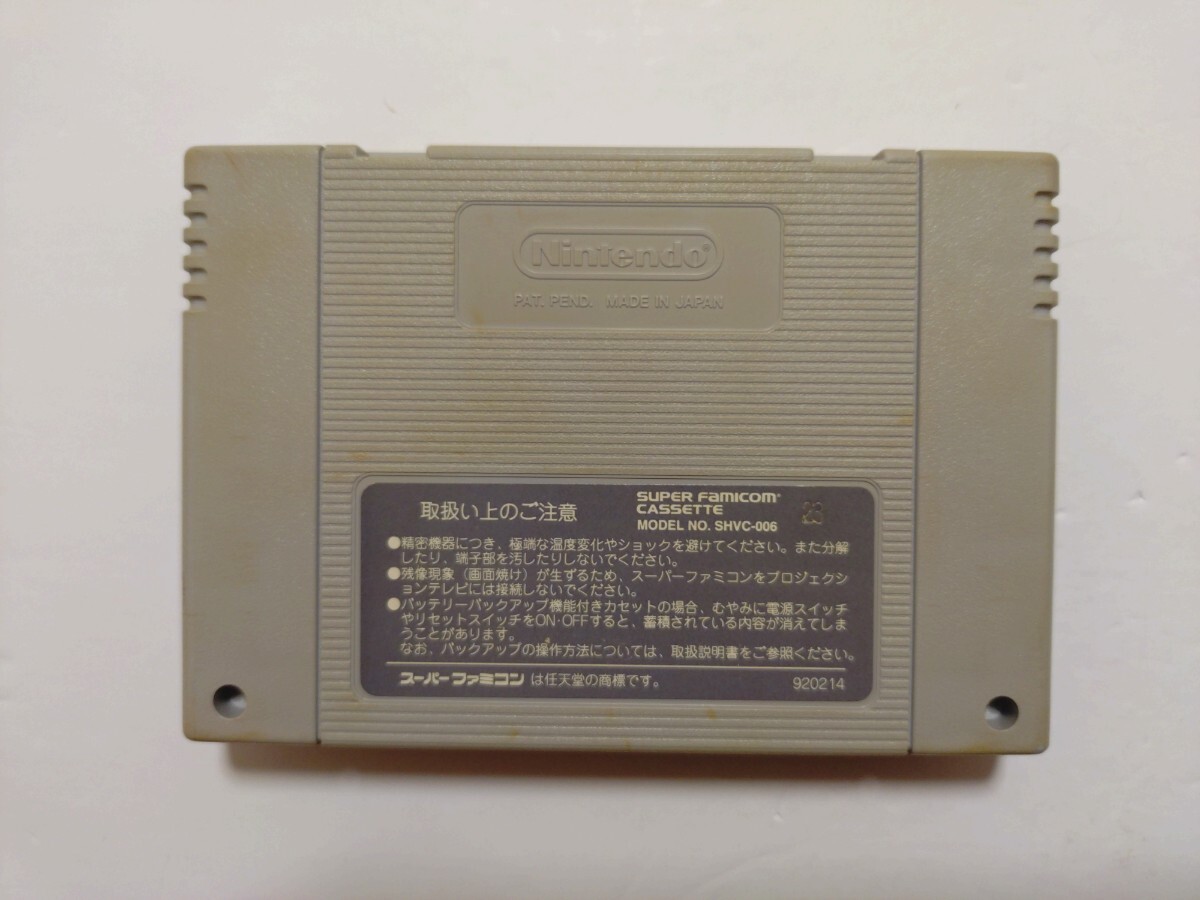 Nintendo®
PAT. PEND. MADE IN JAPAN
取扱い上のご注意
SUPER FAMICOM®
CASSETTE
MODEL NO. SHVC-006
●精密機器につき、極端な温度変化やショックを避けてください。また分解
したり、端子部を汚したりしないでください。
●残像現象（画面焼け）が生ずるため、スーパーファミコンをプロジェクシ
ョンテレビには接続しないでください。
●バッテリーバックアップ機能付きカセットの場合、むやみに電源スイッチ
やリセットスイッチをON·OFFすると、蓄積されている内容が消えてしま
うことがあります。
なお、バックアップの操作方法については、取扱説明書をご参照ください。
スーパーファミコン は任天堂の商標です。
920214